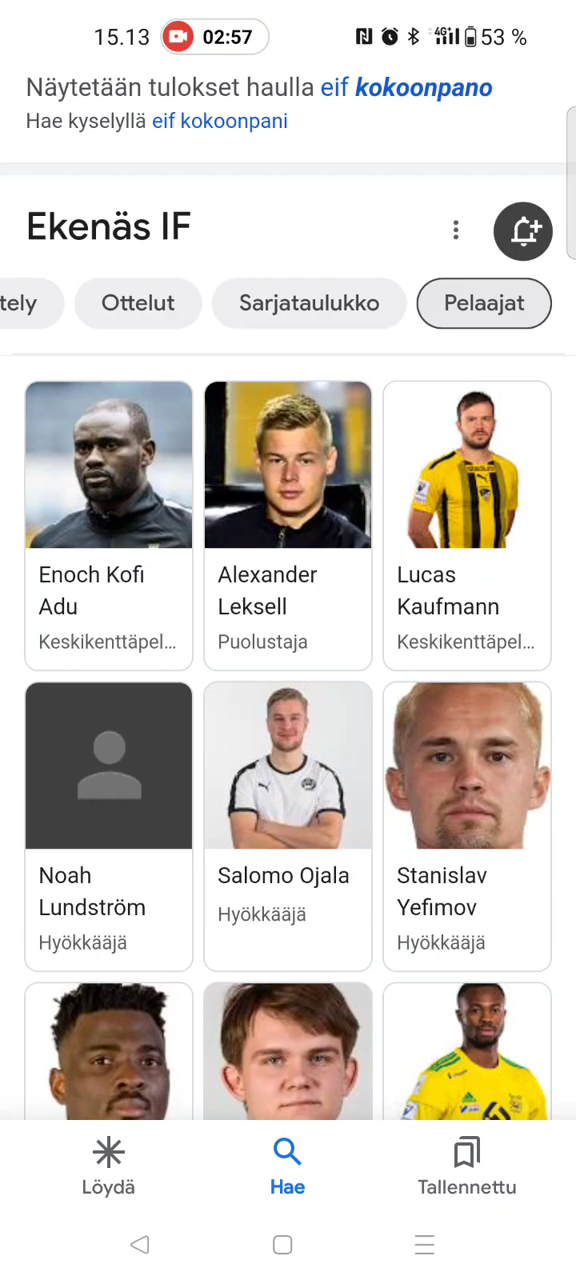 15.13 02:57 4G+ 53 %
Näytetään tulokset haulla eif kokoonpano
Hae kyselyllä eif kokoonpani
Ekenäs IF
tely Ottelut Sarjataulukko Pelaajat
Enoch Kofi
Adu
Keskikenttäpel...
Alexander
Leksell
Puolustaja
Lucas
Kaufmann
Keskikenttäpel...
Noah
Lundström
Hyökkääjä
Salomo Ojala
Hyökkääjä
Stanislav
Yefimov
Hyökkääjä
Löydä Hae Tallennettu